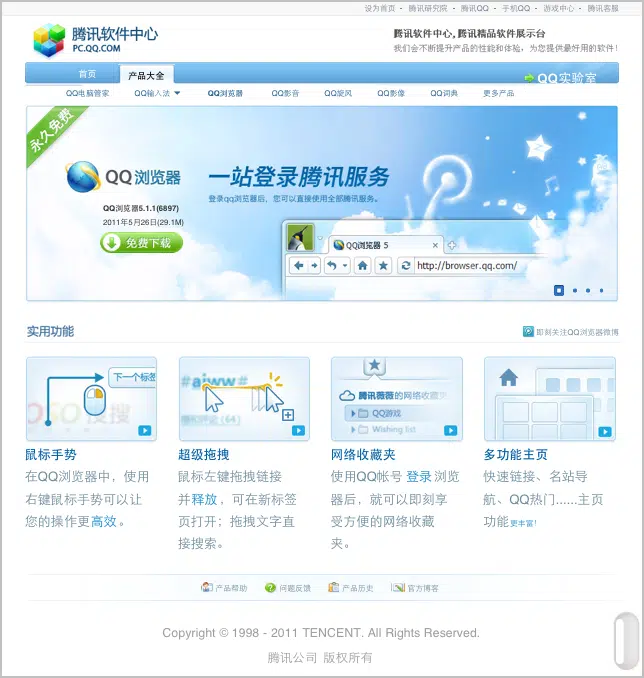 设为首页 - 腾讯研究院 - 腾讯QQ - 手机QQ - 游戏中心 - 腾讯客服
腾讯软件中心
PC.QQ.COM
腾讯软件中心, 腾讯精品软件展示台
我们会不断提升产品的性能和体验，为您提供最好用的软件!
首页 产品大全 QQ实验室
QQ电脑管家 QQ输入法 QQ浏览器 QQ影音 QQ旋风 QQ影像 QQ词典 更多产品
永久免费
QQ浏览器
一站登录腾讯服务
登录qq浏览器后，您可以直接使用全部腾讯服务。
QQ浏览器5.1.1(6897)
2011年5月26日(29.1M)
免费下载
QQ浏览器 5
http://browser.qq.com/
实用功能
即刻关注QQ浏览器微博
下一个标签
搜搜
#aiww#
腾讯薇薇的网络收藏
QQ游戏
Wishing list
鼠标手势
在QQ浏览器中，使用
右键鼠标手势可以让
您的操作更高效。
超级拖拽
鼠标左键拖拽链接
并释放，可在新标签
页打开；拖拽文字直
接搜索。
网络收藏夹
使用QQ帐号 登录 浏览
器后，就可以即刻享
受方便的网络收藏
夹。
多功能主页
快速链接、名站导
航、QQ热门......主页
功能更丰富!
产品帮助 问题反馈 产品历史 官方博客
Copyright © 1998 - 2011 TENCENT. All Rights Reserved.
腾讯公司 版权所有